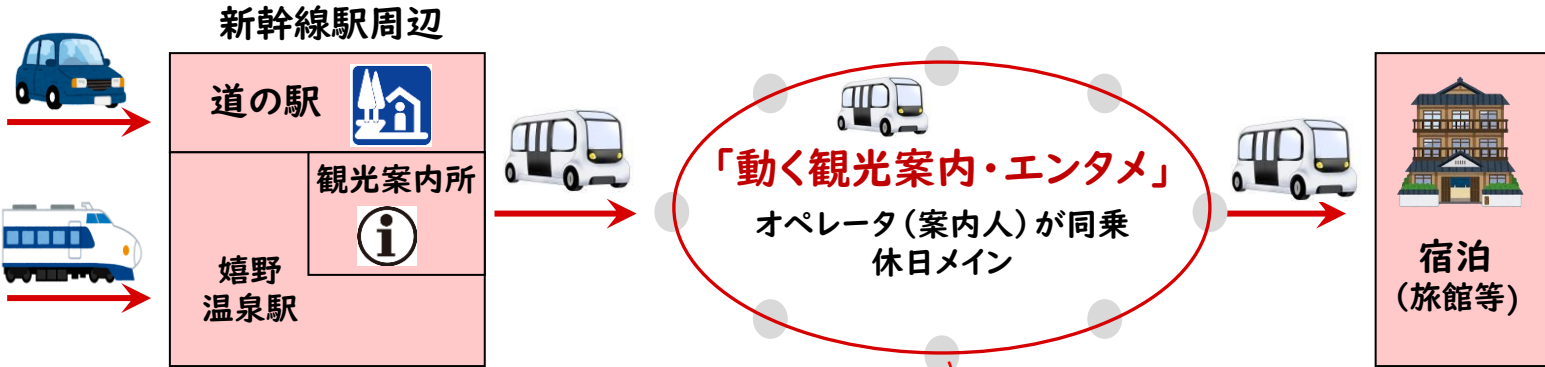 新幹線駅周辺
道の駅
観光案内所
嬉野
温泉駅
「動く観光案内・エンタメ」
オペレータ(案内人)が同乗
休日メイン
宿泊
(旅館等)